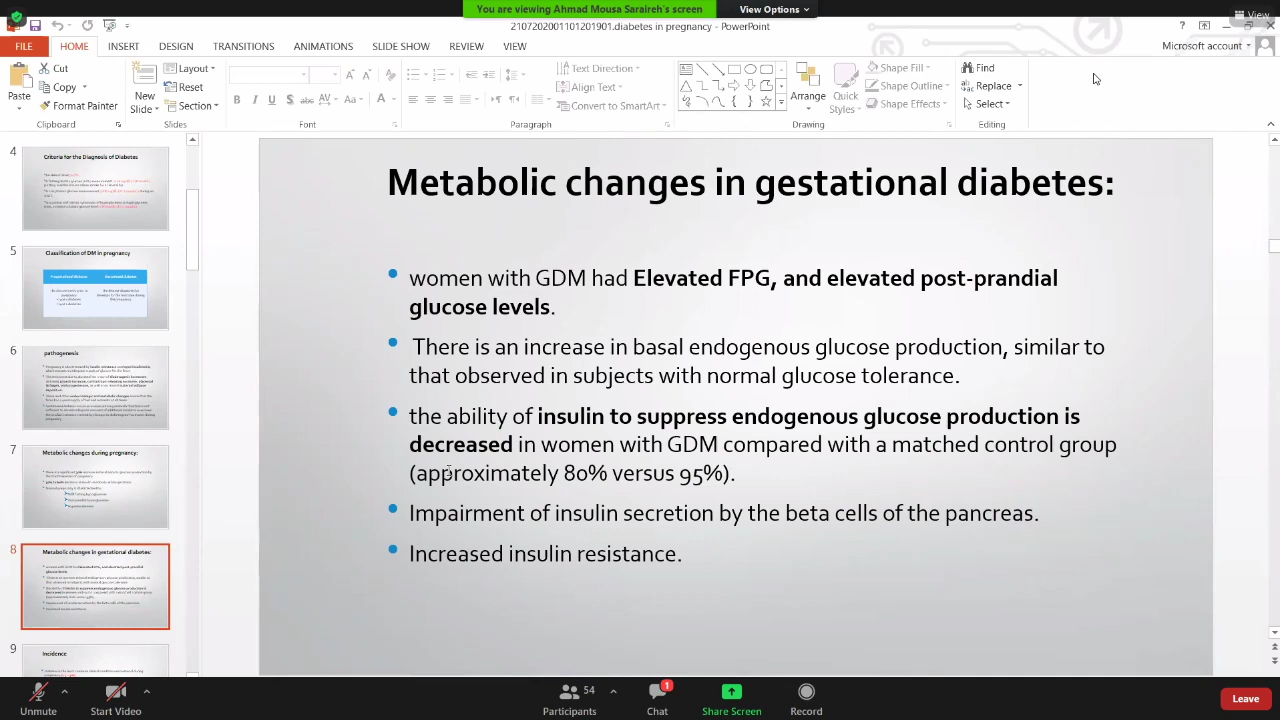 You are viewing Ahmad Mousa Saraireh's screen
View Options
View
2107202001101201901.diabetes in pregnancy - PowerPoint
FILE HOME INSERT DESIGN TRANSITIONS ANIMATIONS SLIDE SHOW REVIEW VIEW
Microsoft account
Paste
Cut
Copy
Format Painter
Clipboard
New
Slide
Layout
Reset
Section
Slides
Font
Text Direction
Align Text
Convert to SmartArt
Paragraph
Arrange
Quick
Styles
Shape Fill
Shape Outline
Shape Effects
Drawing
Find
Replace
Select
Editing
4
Criteria for the Diagnosis of Diabetes
5
Classification of DM in pregnancy
6
pathogenesis
7
Metabolic changes during pregnancy:
8
Metabolic changes in gestational diabetes:
9
Incidence
Metabolic changes in gestational diabetes:
women with GDM had Elevated FPG, and elevated post-prandial
glucose levels.
There is an increase in basal endogenous glucose production, similar to
that observed in subjects with normal glucose tolerance.
the ability of insulin to suppress endogenous glucose production is
decreased in women with GDM compared with a matched control group
(approximately 80% versus 95%).
Impairment of insulin secretion by the beta cells of the pancreas.
Increased insulin resistance.
Unmute
Start Video
54
Participants
1
Chat
Share Screen
Record
Leave